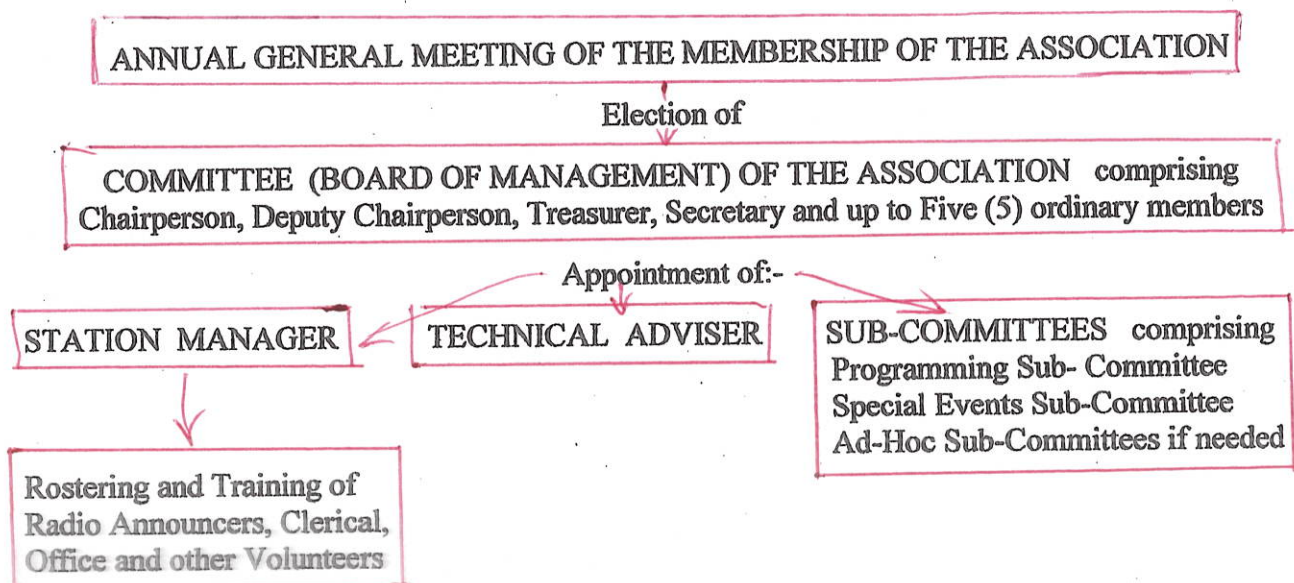 ANNUAL GENERAL MEETING OF THE MEMBERSHIP OF THE ASSOCIATION
Election of
COMMITTEE (BOARD OF MANAGEMENT) OF THE ASSOCIATION comprising
Chairperson, Deputy Chairperson, Treasurer, Secretary and up to Five (5) ordinary members
Appointment of:-
STATION MANAGER
TECHNICAL ADVISER
SUB-COMMITTEES comprising
Programming Sub- Committee
Special Events Sub-Committee
Ad-Hoc Sub-Committees if needed
Rostering and Training of
Radio Announcers, Clerical,
Office and other Volunteers